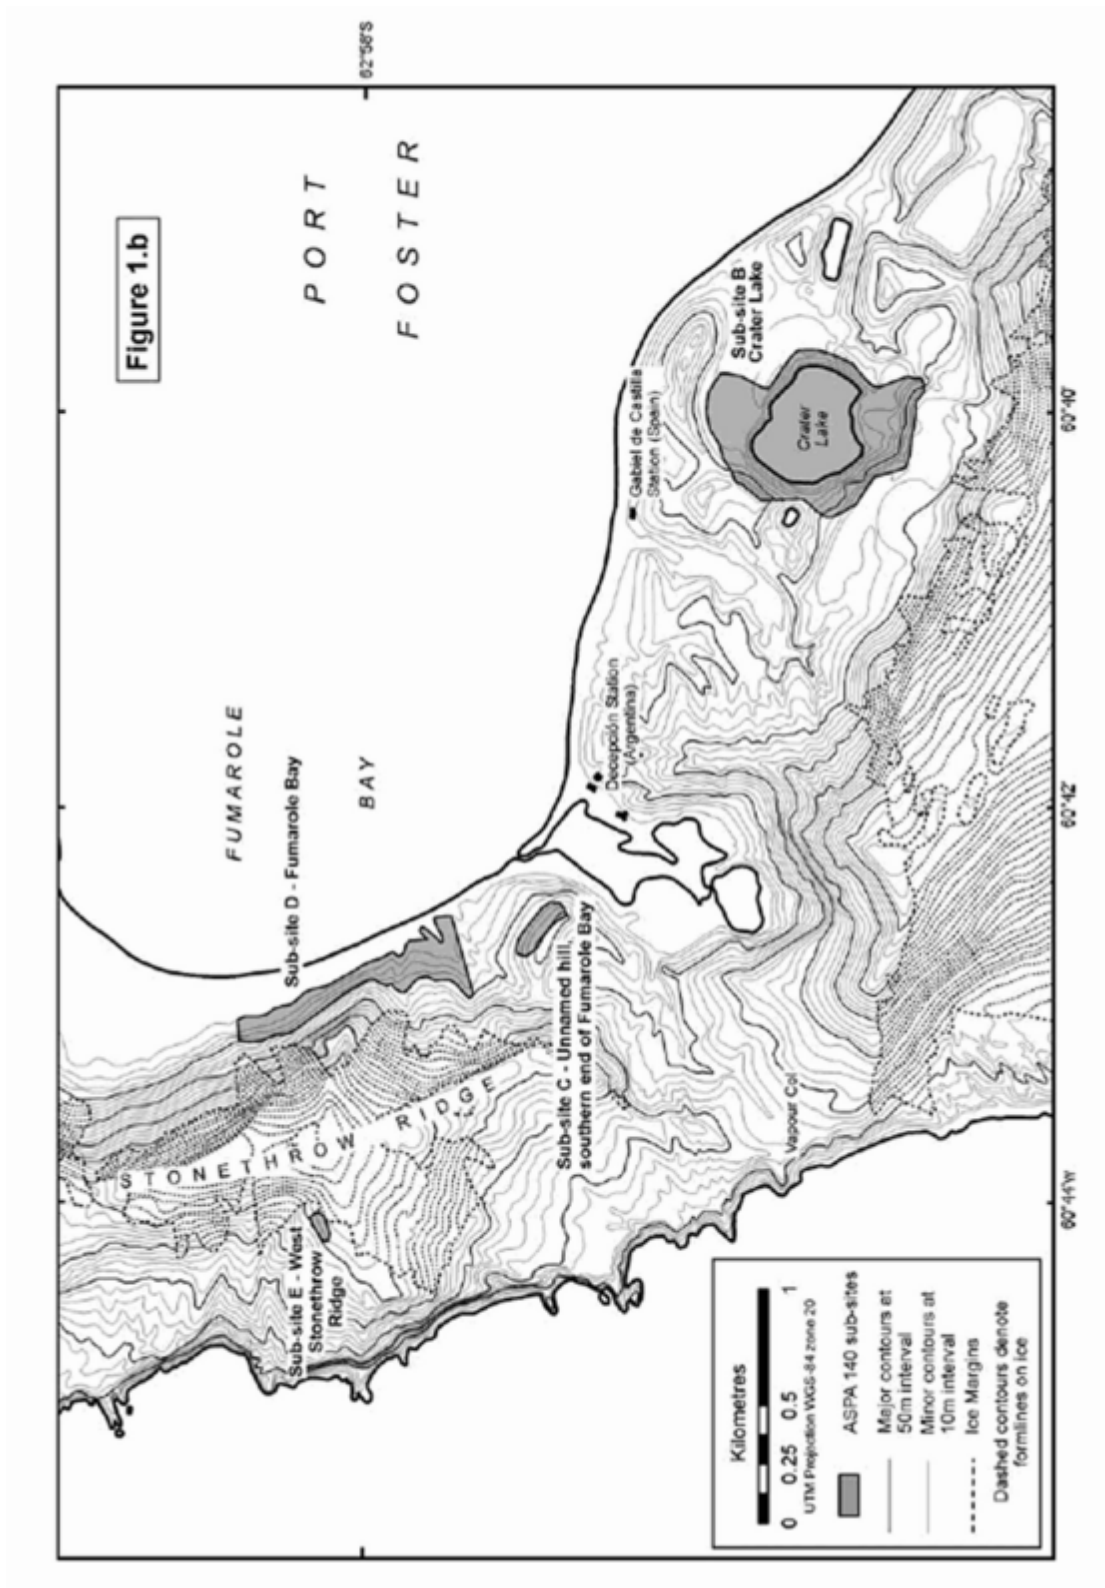 Figure 1.b
62°58'S
PORT
FOSTER
FUMAROLE
BAY
Sub-site D - Fumarole Bay
Sub-site B
Crater Lake
Crater
Lake
Gabiel de Castilla
Station (Spain)
Decepción Station
(Argentina)
Sub-site C - Unnamed hill,
southern end of Fumarole Bay
STONETHROW RIDGE
Sub-site E - West
Stonethrow
Ridge
Vapour Col
60°44'W
60°42'
60°40'
Kilometres
0 0.25 0.5 1
UTM Projection WGS-84 zone 20
ASPA 140 sub-sites
Major contours at
50m interval
Minor contours at
10m interval
Ice Margins
Dashed contours denote
formlines on ice